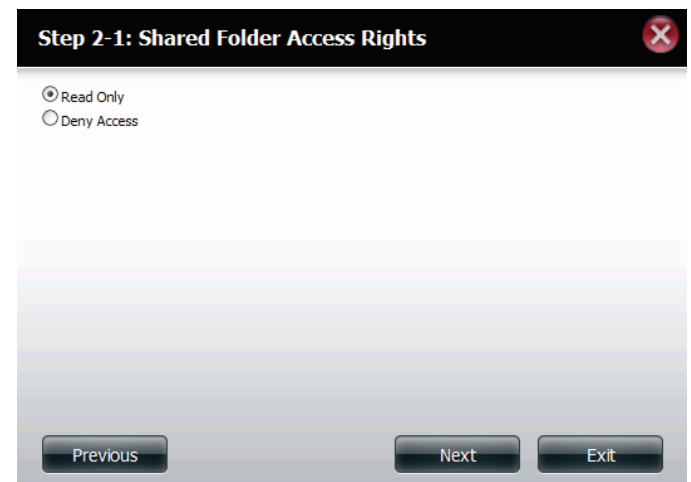 Step 2-1: Shared Folder Access Rights
Read Only
Deny Access
Previous
Next
Exit